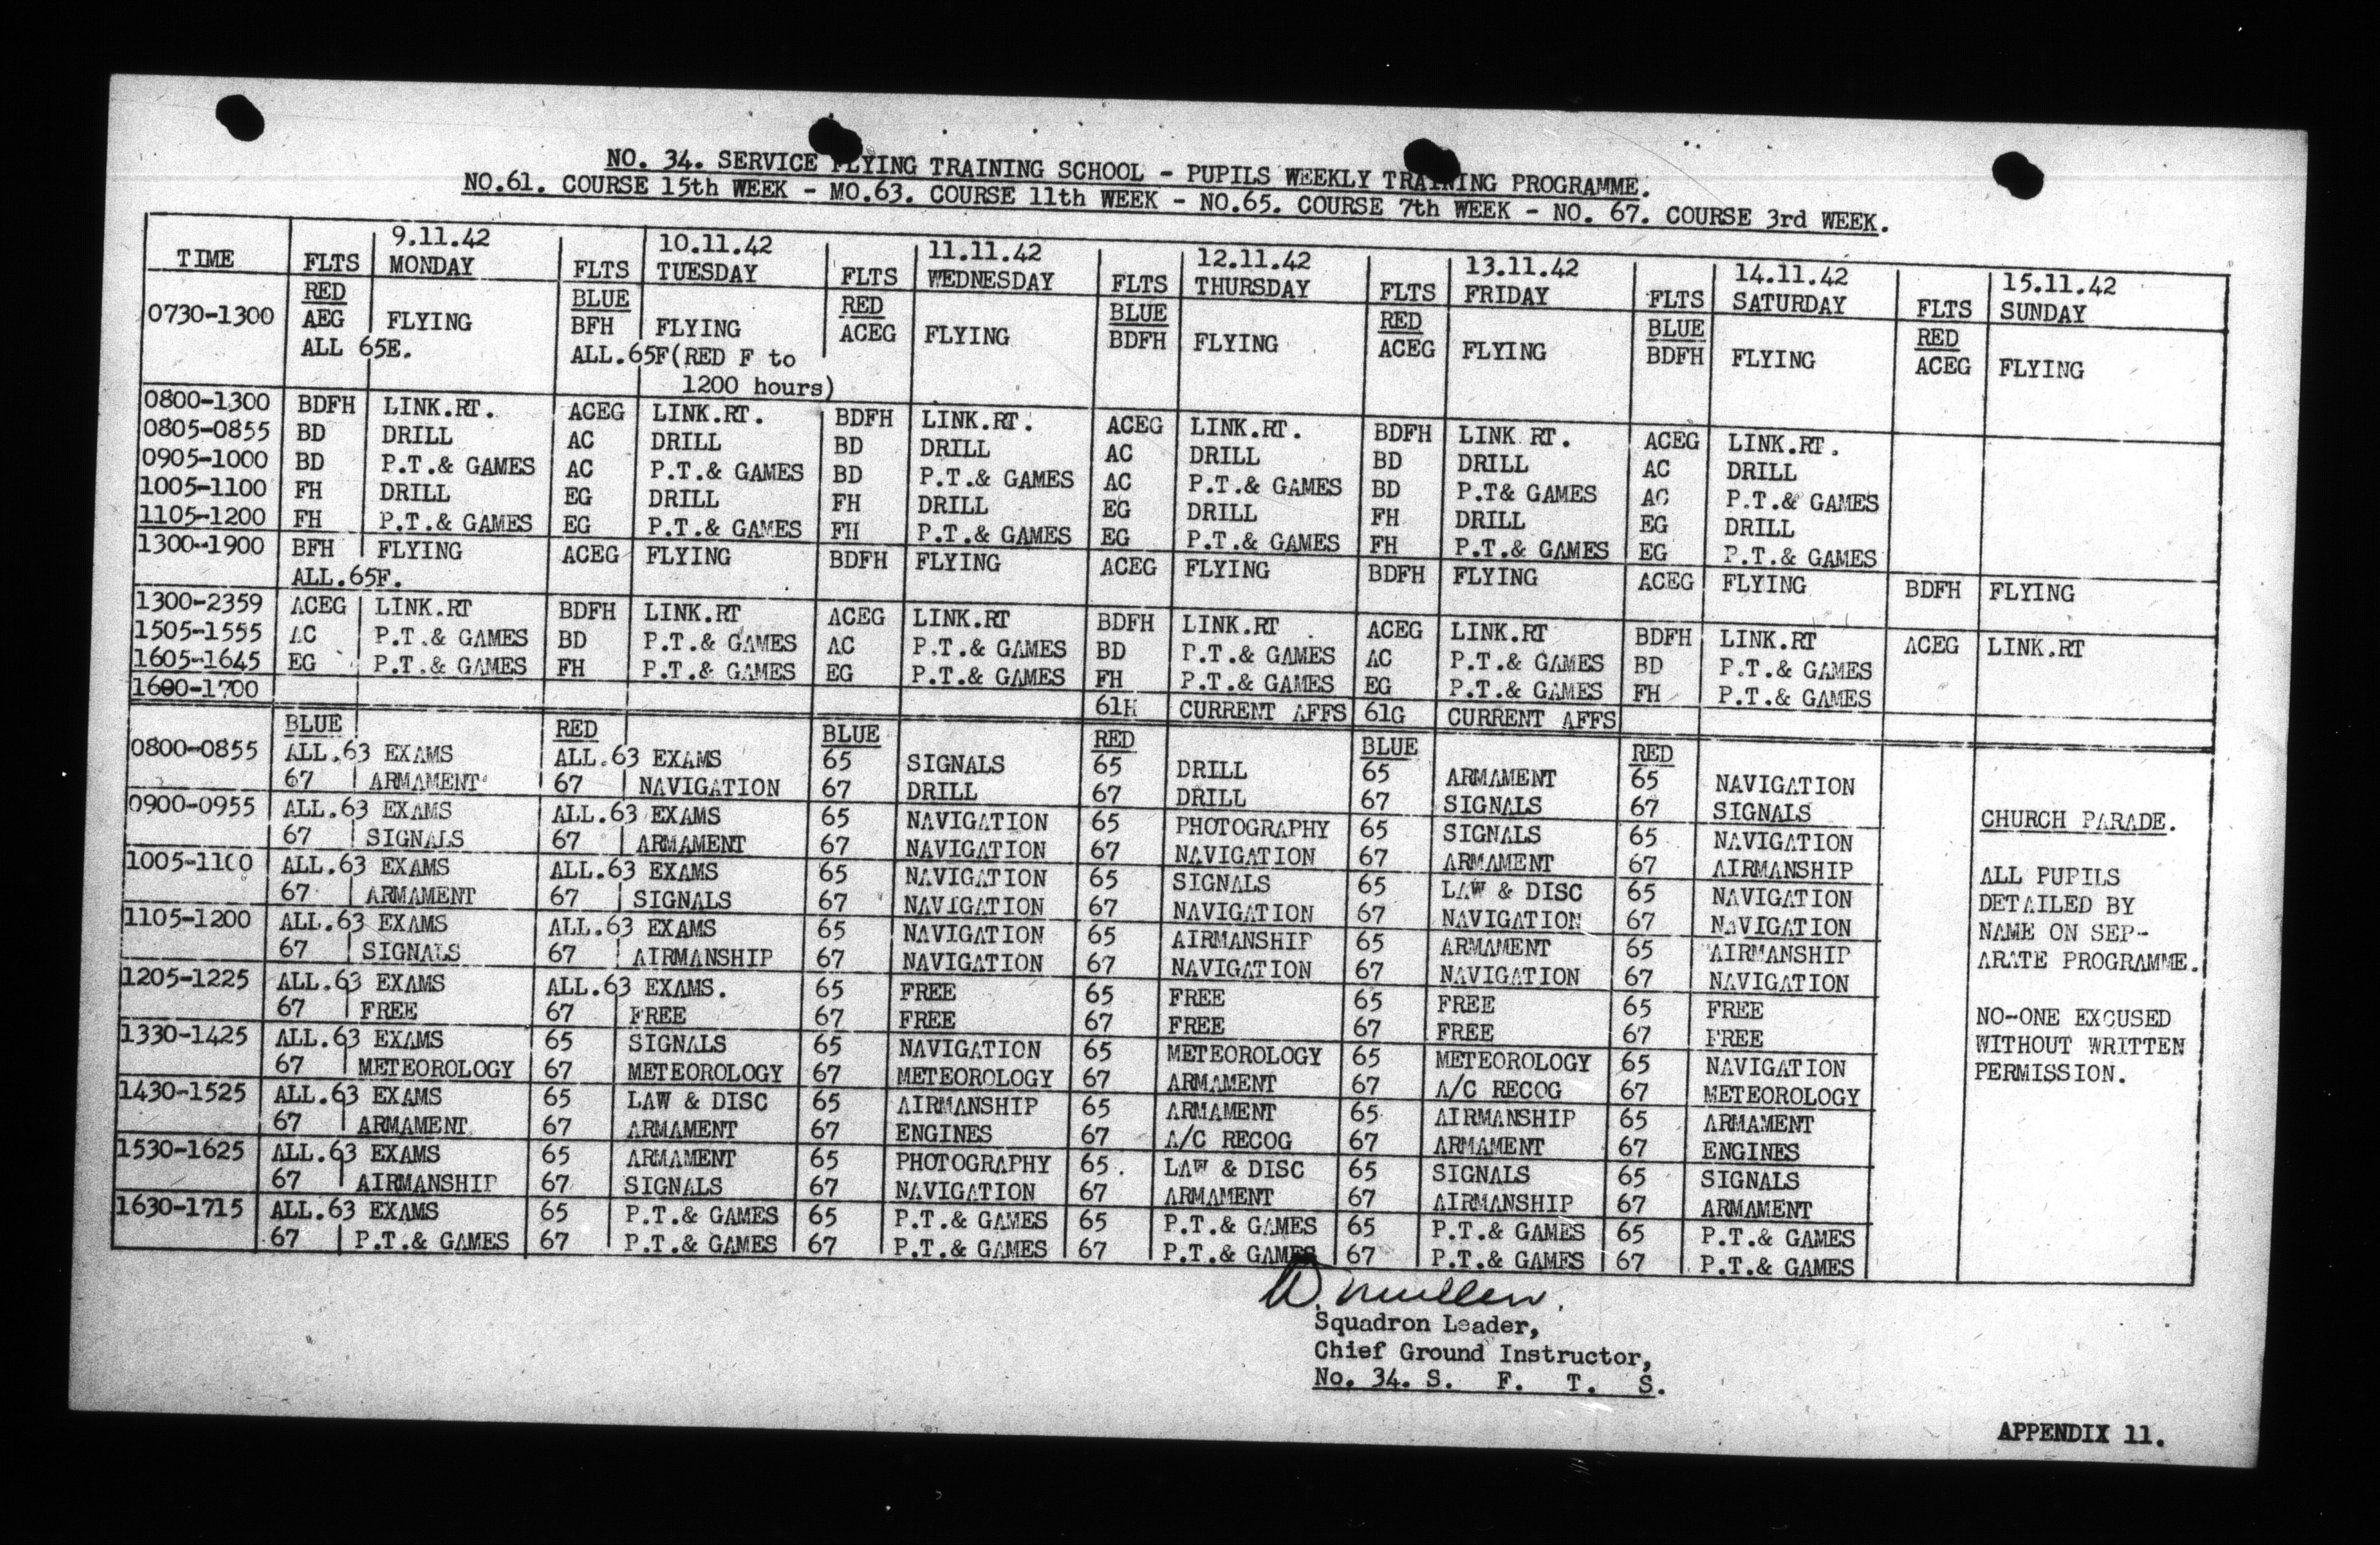 NO. 34. SERVICE FLYING TRAINING SCHOOL - PUPILS WEEKLY TRAINING PROGRAMME.
NO.61. COURSE 15th WEEK - MO.63. COURSE 11th WEEK - NO.65. COURSE 7th WEEK - NO. 67. COURSE 3rd WEEK.
9.11.42 10.11.42 11.11.42 12.11.42 13.11.42 14.11.42 15.11.42
TIME FLTS MONDAY FLTS TUESDAY FLTS WEDNESDAY FLTS THURSDAY FLTS FRIDAY FLTS SATURDAY FLTS SUNDAY
RED BLUE RED BLUE RED BLUE RED
0730-1300 AEG FLYING BFH FLYING ACEG FLYING BDFH FLYING ACEG FLYING BDFH FLYING ACEG FLYING
ALL 65E. ALL.65F(RED F to
1200 hours)
0800-1300 BDFH LINK.RT. ACEG LINK.RT. BDFH LINK.RT. ACEG LINK.RT. BDFH LINK RT. ACEG LINK.RT.
0805-0855 BD DRILL AC DRILL BD DRILL AC DRILL BD DRILL AC DRILL
0905-1000 BD P.T.& GAMES AC P.T.& GAMES BD P.T.& GAMES AC P.T.& GAMES BD P.T& GAMES AC P.T.& GAMES
1005-1100 FH DRILL EG DRILL FH DRILL EG DRILL FH DRILL EG DRILL
1105-1200 FH P.T.& GAMES EG P.T.& GAMES FH P.T.& GAMES EG P.T.& GAMES FH P.T.& GAMES EG P.T.& GAMES
1300-1900 BFH FLYING ACEG FLYING BDFH FLYING ACEG FLYING BDFH FLYING ACEG FLYING BDFH FLYING
ALL.65F.
1300-2359 ACEG LINK.RT BDFH LINK.RT ACEG LINK.RT BDFH LINK.RT ACEG LINK.RT BDFH LINK.RT ACEG LINK.RT
1505-1555 AC P.T.& GAMES BD P.T.& GAMES AC P.T.& GAMES BD P.T.& GAMES AC P.T.& GAMES BD P.T.& GAMES
1605-1645 EG P.T.& GAMES FH P.T.& GAMES EG P.T.& GAMES FH P.T.& GAMES EG P.T.& GAMES FH P.T.& GAMES
1600-1700 61H CURRENT AFFS 61G CURRENT AFFS
BLUE RED BLUE RED BLUE RED
0800-0855 ALL.63 EXAMS ALL.63 EXAMS 65 SIGNALS 65 DRILL 65 ARMAMENT 65 NAVIGATION
67 ARMAMENT 67 NAVIGATION 67 DRILL 67 DRILL 67 SIGNALS 67 SIGNALS
0900-0955 ALL.63 EXAMS ALL.63 EXAMS 65 NAVIGATION 65 PHOTOGRAPHY 65 SIGNALS 65 NAVIGATION
67 SIGNALS 67 ARMAMENT 67 NAVIGATION 67 NAVIGATION 67 ARMAMENT 67 AIRMANSHIP
1005-1100 ALL.63 EXAMS ALL.63 EXAMS 65 NAVIGATION 65 SIGNALS 65 LAW & DISC 65 NAVIGATION
67 ARMAMENT 67 SIGNALS 67 NAVIGATION 67 NAVIGATION 67 NAVIGATION 67 NAVIGATION
1105-1200 ALL.63 EXAMS ALL.63 EXAMS 65 NAVIGATION 65 AIRMANSHIP 65 ARMAMENT 65 AIRMANSHIP
67 SIGNALS 67 AIRMANSHIP 67 NAVIGATION 67 NAVIGATION 67 NAVIGATION 67 NAVIGATION
1205-1225 ALL.63 EXAMS ALL.63 EXAMS. 65 FREE 65 FREE 65 FREE 65 FREE
67 FREE 67 FREE 67 FREE 67 FREE 67 FREE 67 FREE
1330-1425 ALL.63 EXAMS 65 SIGNALS 65 NAVIGATION 65 METEOROLOGY 65 METEOROLOGY 65 NAVIGATION
67 METEOROLOGY 67 METEOROLOGY 67 METEOROLOGY 67 ARMAMENT 67 A/C RECOG 67 METEOROLOGY
1430-1525 ALL.63 EXAMS 65 LAW & DISC 65 AIRMANSHIP 65 ARMAMENT 65 AIRMANSHIP 65 ARMAMENT
67 ARMAMENT 67 ARMAMENT 67 ENGINES 67 A/C RECOG 67 ARMAMENT 67 ENGINES
1530-1625 ALL.63 EXAMS 65 ARMAMENT 65 PHOTOGRAPHY 65 LAW & DISC 65 SIGNALS 65 SIGNALS
67 AIRMANSHIP 67 SIGNALS 67 NAVIGATION 67 ARMAMENT 67 AIRMANSHIP 67 ARMAMENT
1630-1715 ALL.63 EXAMS 65 P.T.& GAMES 65 P.T.& GAMES 65 P.T.& GAMES 65 P.T.& GAMES 65 P.T.& GAMES
67 P.T.& GAMES 67 P.T.& GAMES 67 P.T.& GAMES 67 P.T.& GAMES 67 P.T.& GAMES 67 P.T.& GAMES
CHURCH PARADE.
ALL PUPILS
DETAILED BY
NAME ON SEP-
ARATE PROGRAMME.
NO-ONE EXCUSED
WITHOUT WRITTEN
PERMISSION.
D. Mullen.
Squadron Leader,
Chief Ground Instructor,
No. 34. S. F. T. S.
APPENDIX 11.